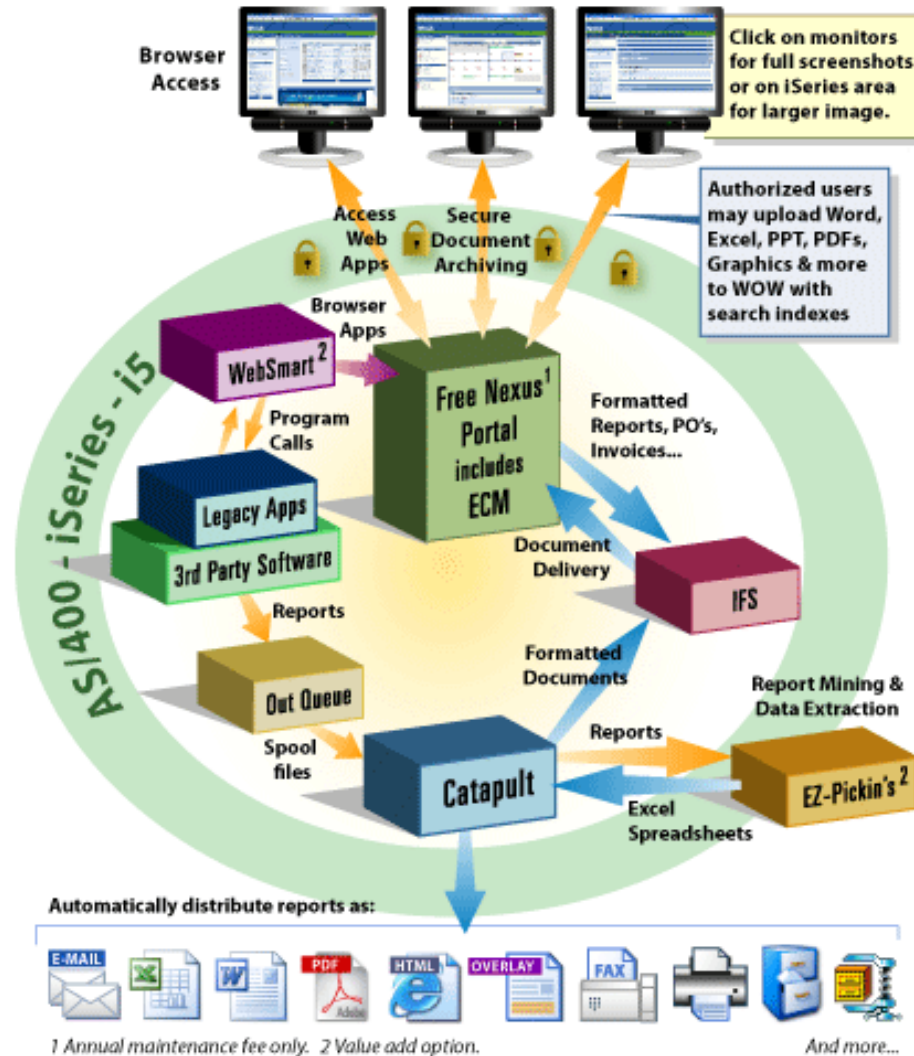 Browser
Access
Click on monitors
for full screenshots
or on iSeries area
for larger image.
Authorized users
may upload Word,
Excel, PPT, PDFs,
Graphics & more
to WOW with
search indexes
Access
Web
Apps
Secure
Document
Archiving
Browser
Apps
WebSmart 2
Program
Calls
Free Nexus 1
Portal
includes
ECM
Formatted
Reports, PO's,
Invoices...
Legacy Apps
3rd Party Software
Document
Delivery
IFS
AS/400 - iSeries - i5
Reports
Out Queue
Formatted
Documents
Spool
files
Catapult
Reports
Report Mining &
Data Extraction
EZ-Pickin's 2
Excel
Spreadsheets
Automatically distribute reports as:
E-MAIL
X
W
PDF
Adobe
HTML
OVERLAY
FAX
1 Annual maintenance fee only. 2 Value add option.
And more...